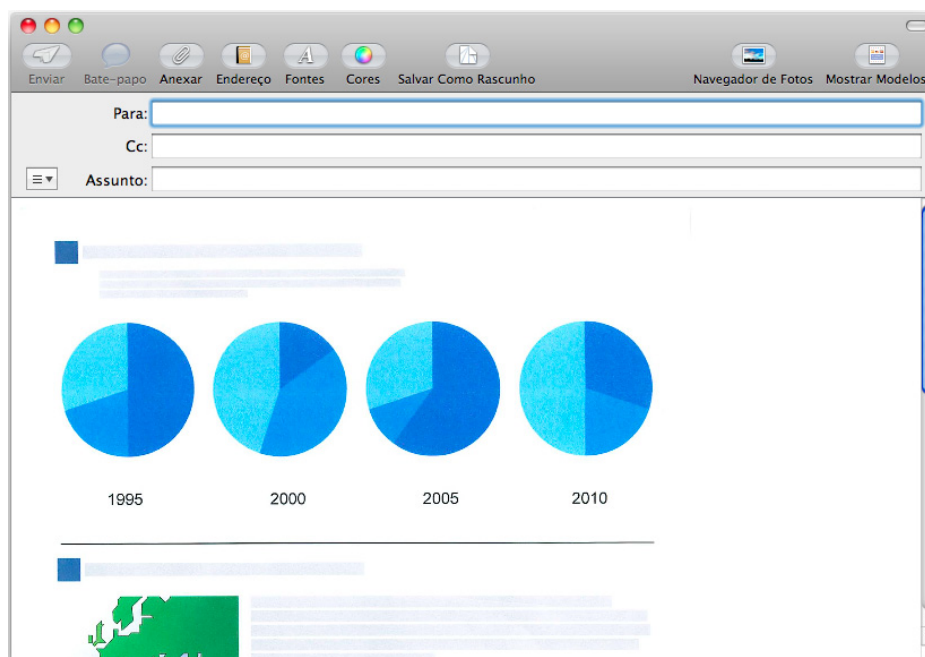 Enviar Bate-papo Anexar Endereço Fontes Cores Salvar Como Rascunho Navegador de Fotos Mostrar Modelos
Para:
Cc:
Assunto:
1995 2000 2005 2010